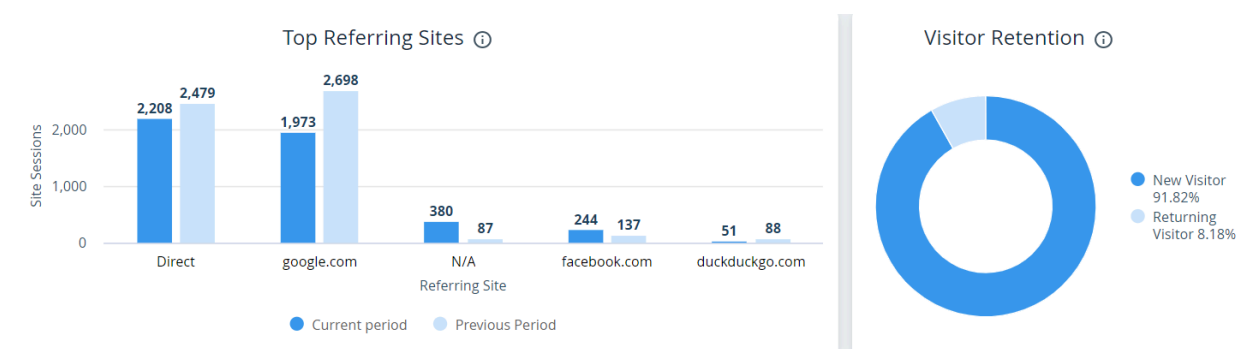 Top Referring Sites
Visitor Retention
2,698
2,479
2,208
1,973
2,000
1,000
0
380
87
244
137
51
88
Site Sessions
Direct
google.com
N/A
facebook.com
duckduckgo.com
Referring Site
Current period
Previous Period
New Visitor
91.82%
Returning
Visitor 8.18%